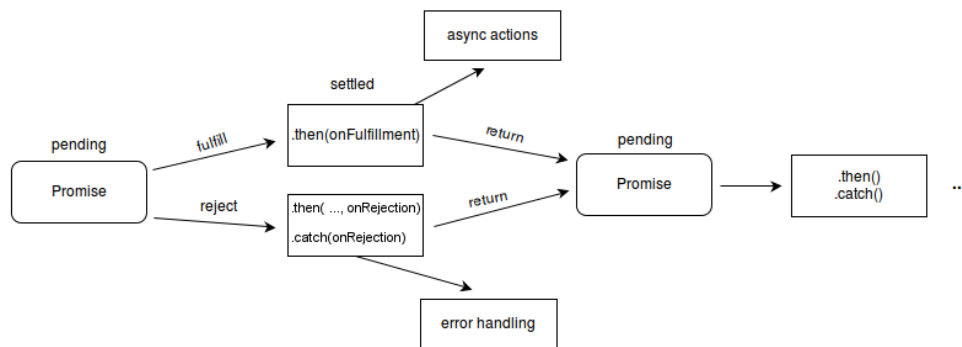 async actions
settled
.then(onFulfillment)
pending
fulfill
return
pending
Promise
reject
.then( ..., onRejection)
.catch(onRejection)
return
Promise
.then()
.catch()
..
error handling